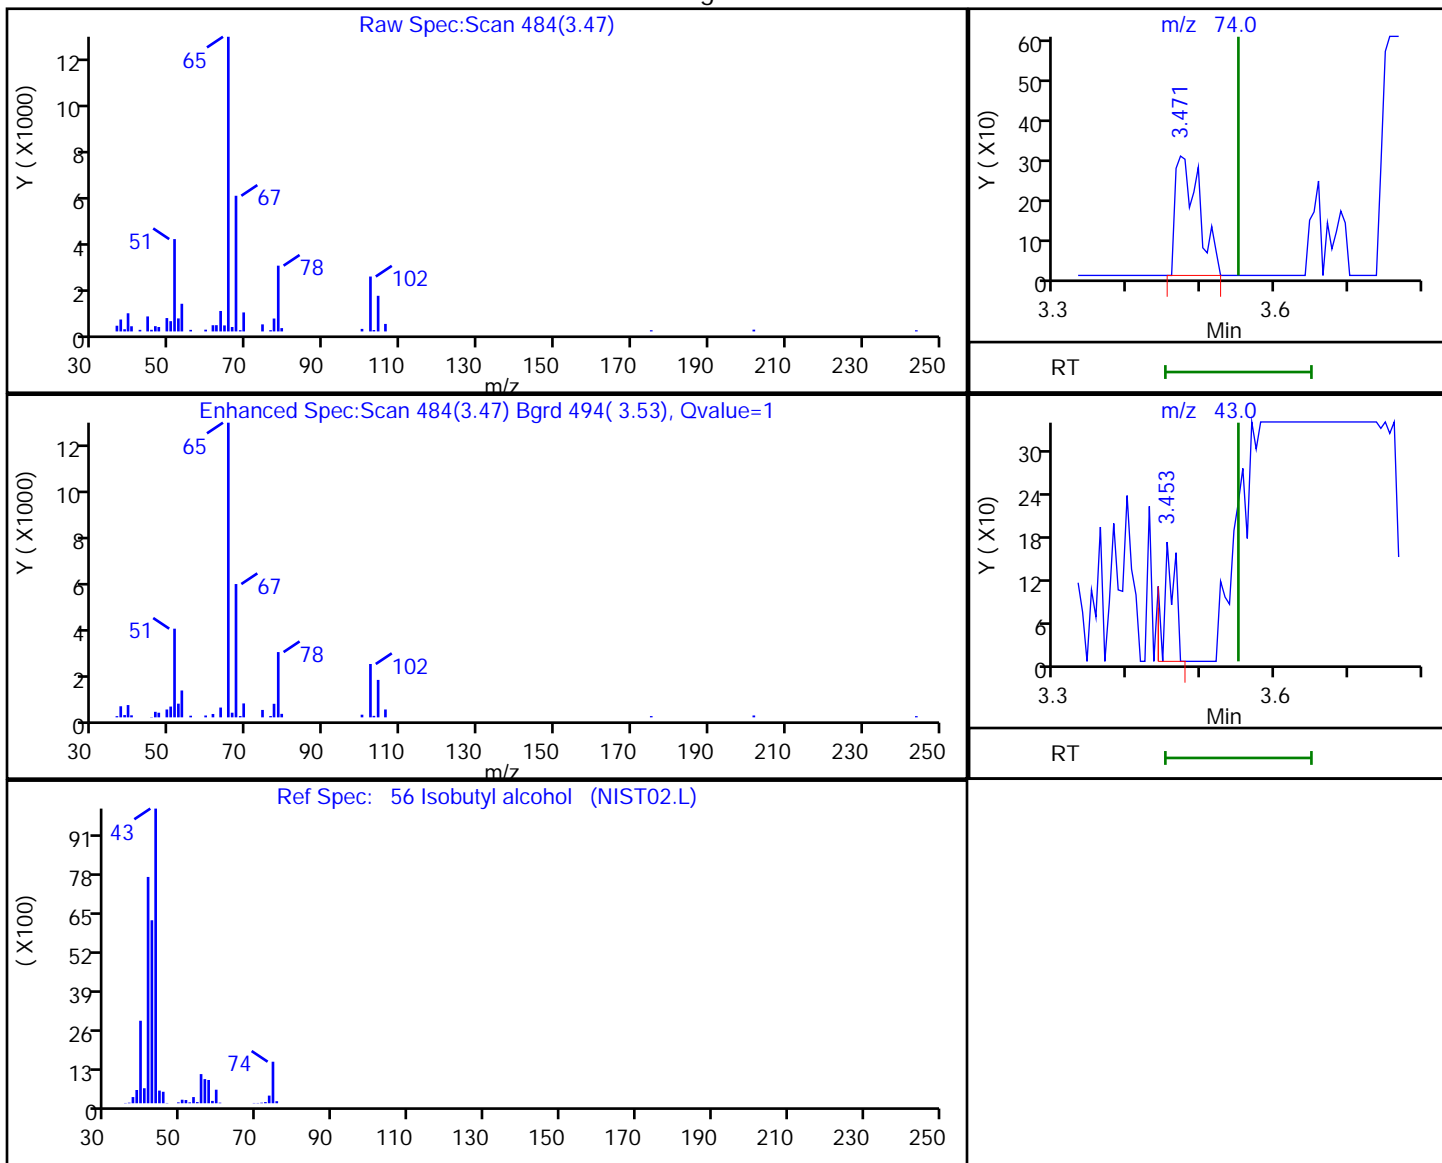 Raw Spec:Scan 484(3.47)
Y ( X1000)
12
10
8
6
4
2
0
65
67
51
78
102
30 50 70 90 110 130 150 170 190 210 230 250
m/z
m/z 74.0
Y ( X10)
60
50
40
30
20
10
0
3.471
3.3 3.6
Min
RT
Enhanced Spec:Scan 484(3.47) Bgrd 494( 3.53), Qvalue=1
Y ( X1000)
12
10
8
6
4
2
0
65
67
51
78
102
30 50 70 90 110 130 150 170 190 210 230 250
m/z
m/z 43.0
Y ( X10)
30
24
18
12
6
0
3.453
3.3 3.6
Min
RT
Ref Spec: 56 Isobutyl alcohol (NIST02.L)
( X100)
91
78
65
52
39
26
13
0
43
74
30 50 70 90 110 130 150 170 190 210 230 250